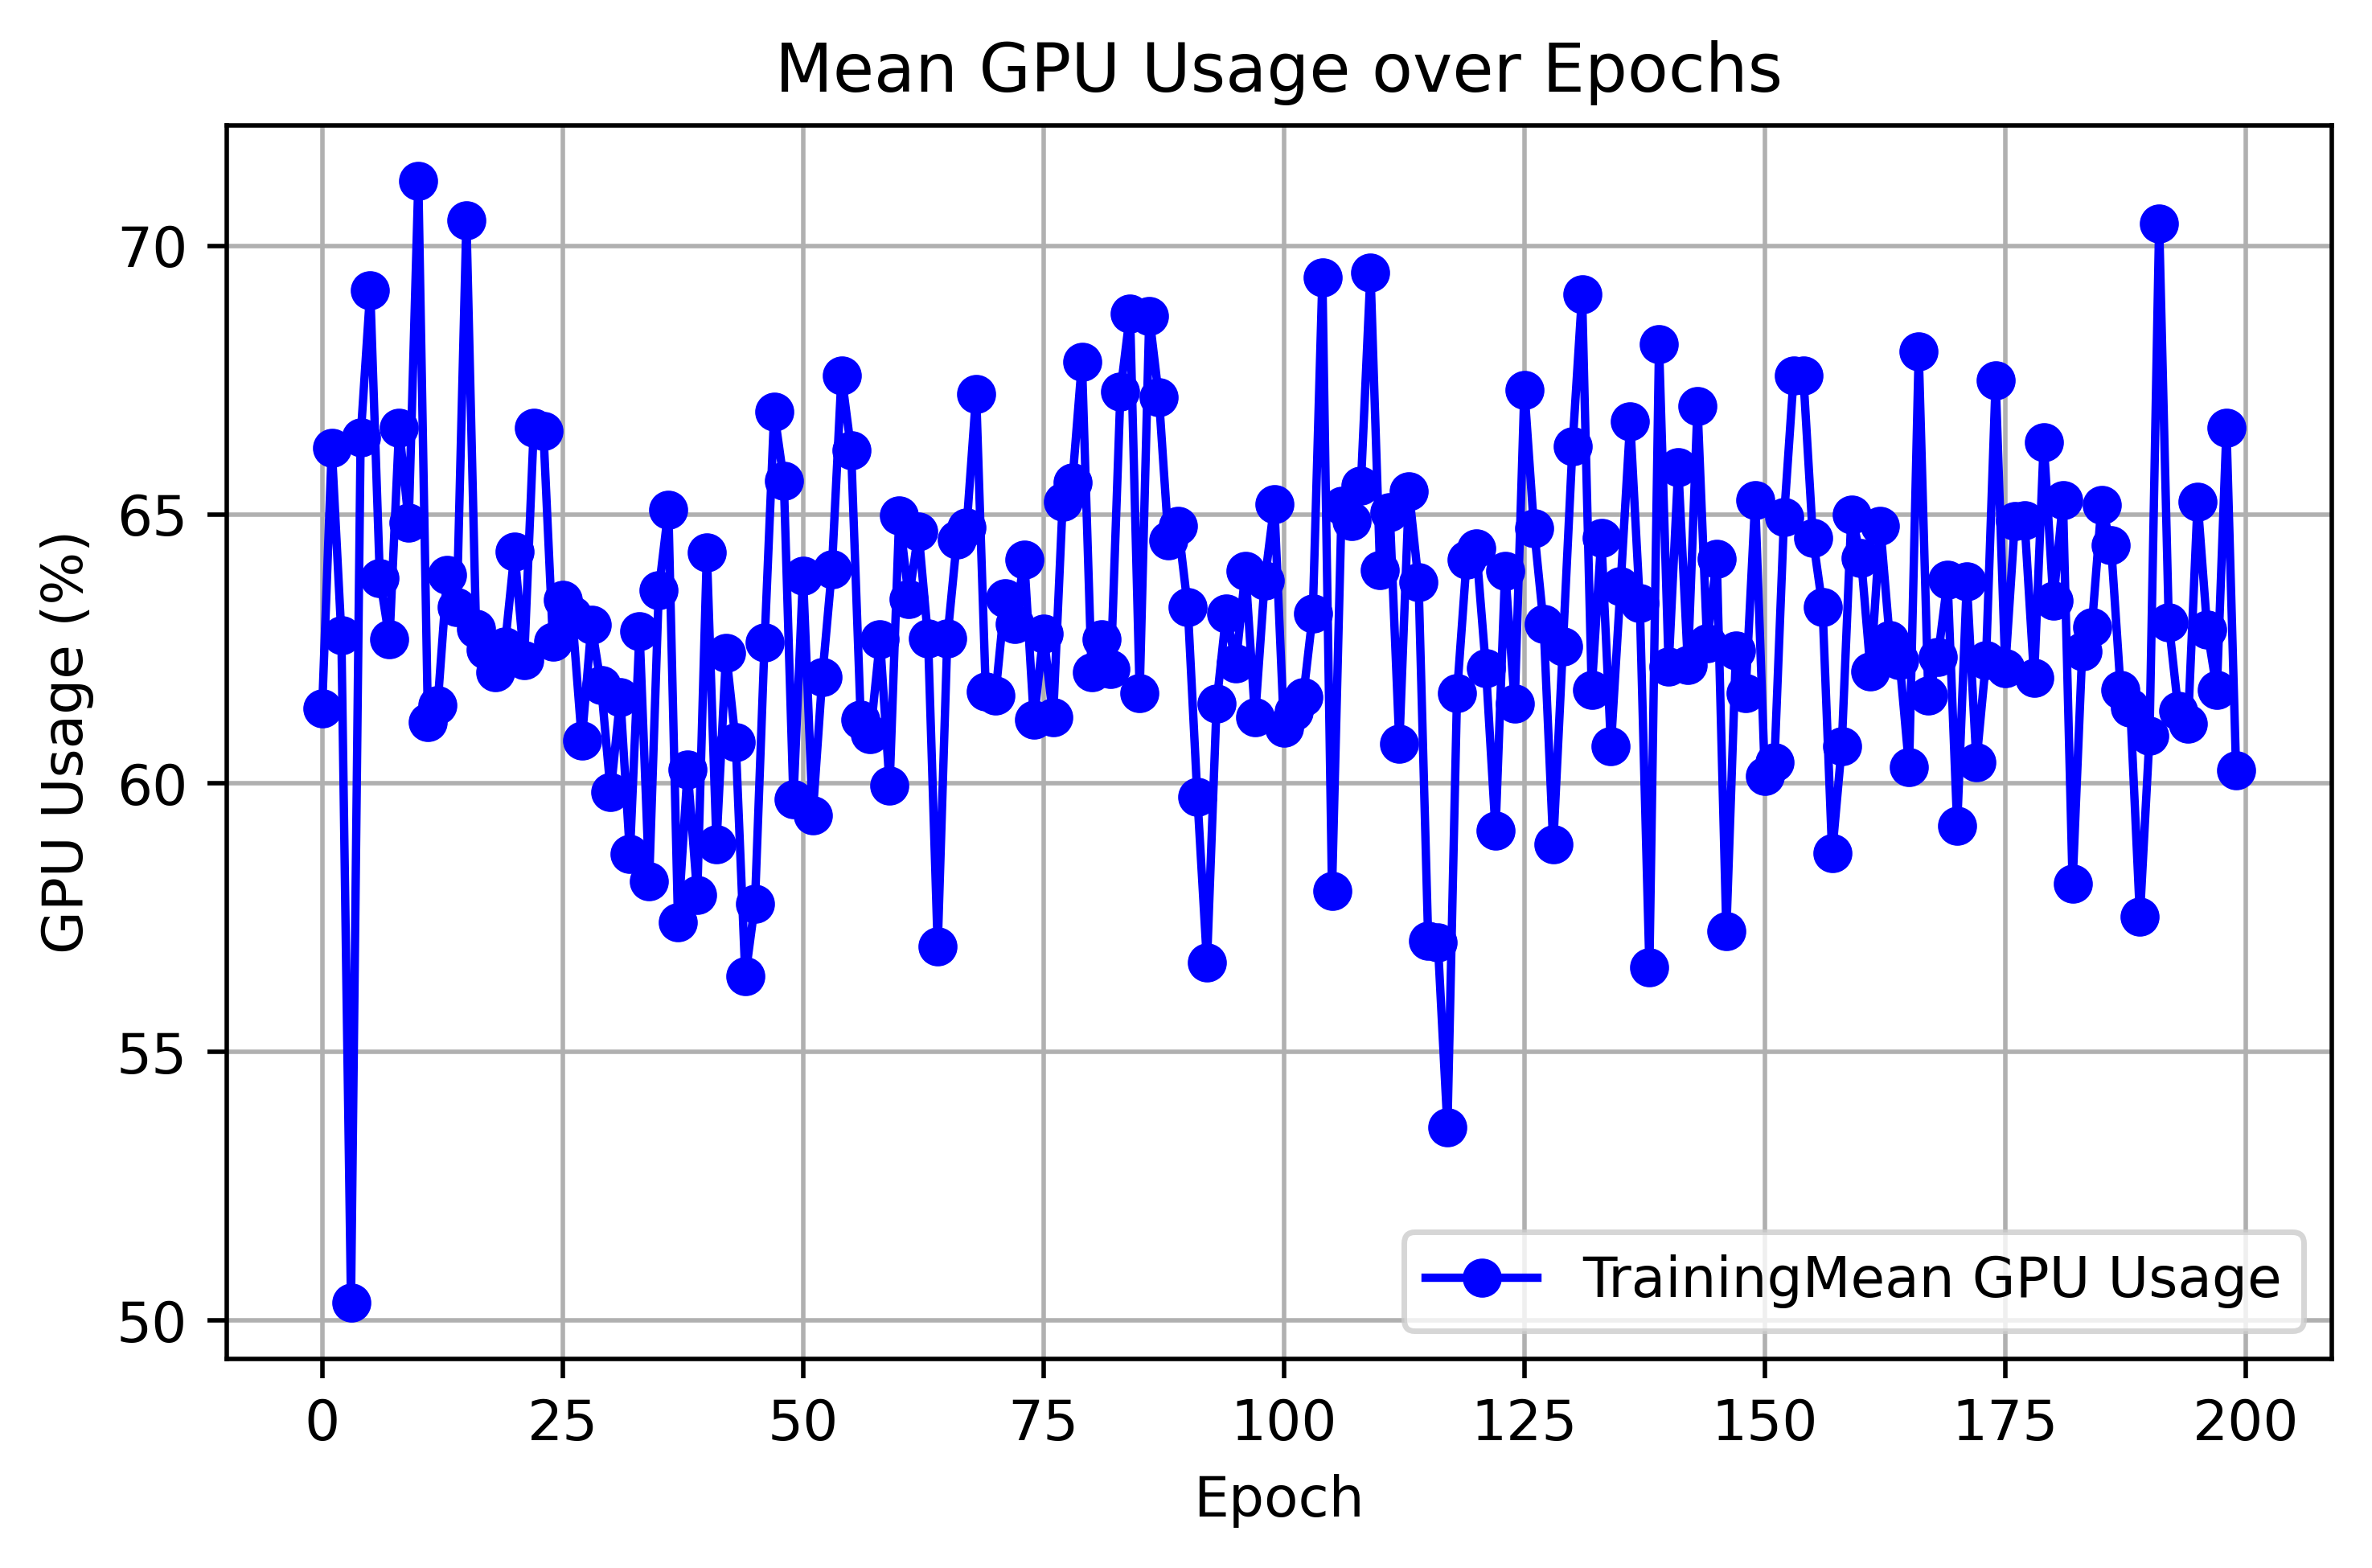 Mean GPU Usage over Epochs
GPU Usage (%)
70
65
60
55
50
TrainingMean GPU Usage
0 25 50 75 100 125 150 175 200
Epoch